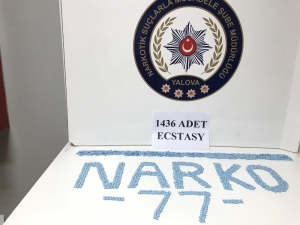 NARKOTİK SUÇLARLA MÜCADELE ŞUBE MÜDÜRLÜĞÜ
YALOVA
1436 ADET
ECSTASY
NARKO
-77-